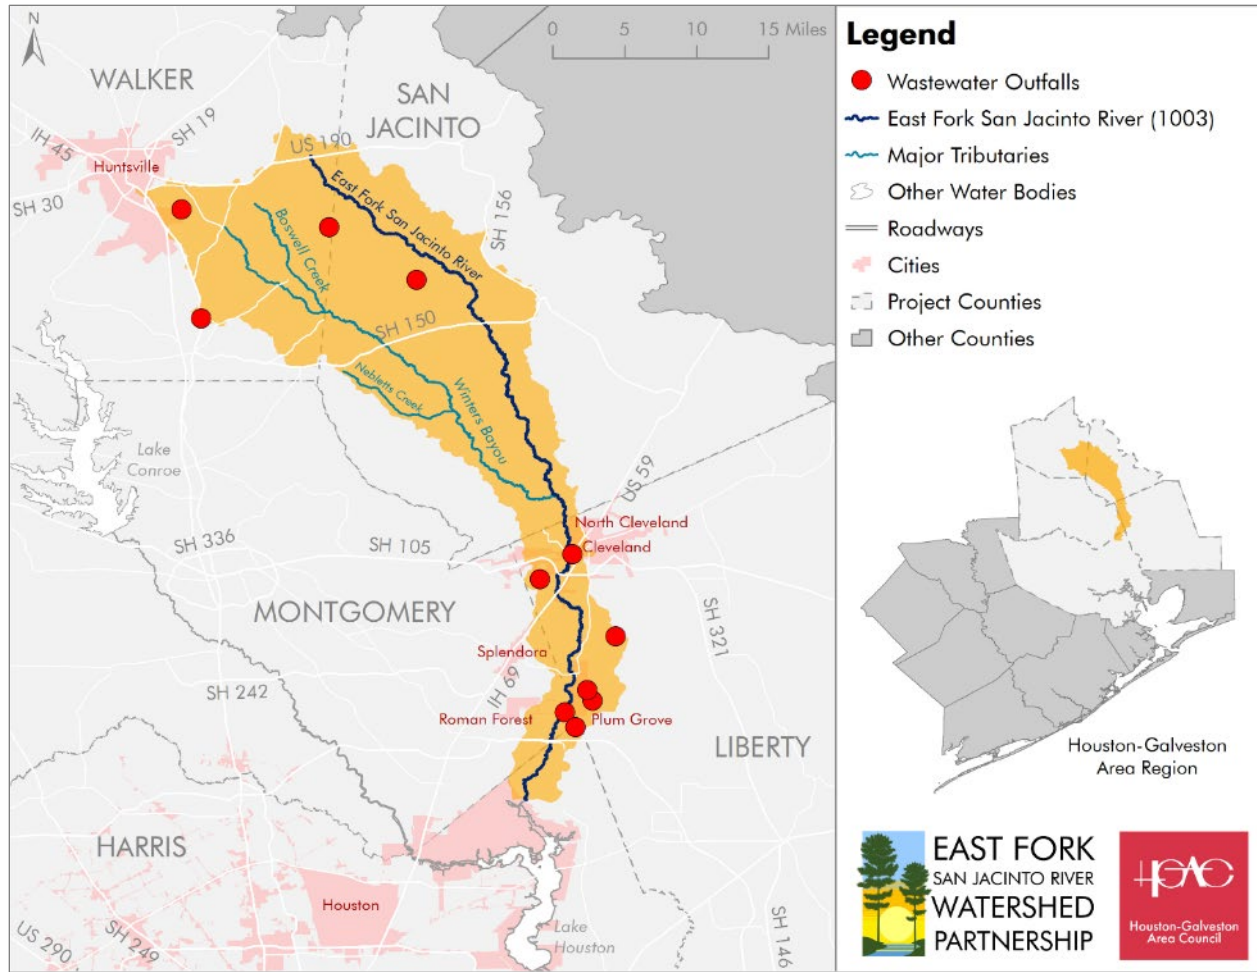 N
0 5 10 15 Miles
WALKER
SAN
JACINTO
SH 19
IH 45
US 190
Huntsville
SH 30
East Fork San Jacinto River
SH 156
Boswell Creek
SH 150
Nebletts Creek
Winters Bayou
Lake
Conroe
US 59
North Cleveland
Cleveland
SH 336
SH 105
MONTGOMERY
SH 321
Splendora
IH 69
SH 242
Roman Forest
Plum Grove
LIBERTY
HARRIS
Houston
Lake
Houston
US 290
SH 249
SH 146
Legend
Wastewater Outfalls
East Fork San Jacinto River (1003)
Major Tributaries
Other Water Bodies
Roadways
Cities
Project Counties
Other Counties
Houston-Galveston
Area Region
EAST FORK
SAN JACINTO RIVER
WATERSHED
PARTNERSHIP
HGAC
Houston-Galveston
Area Council